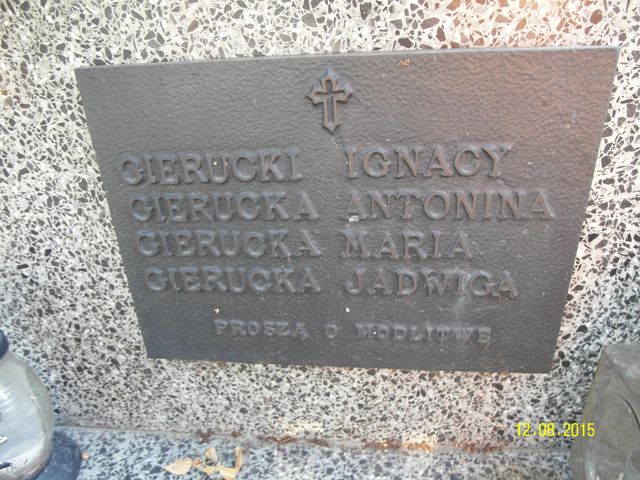 GIERUCKI IGNACY
GIERUCKA ANTONINA
GIERUCKA MARIA
GIERUCKA JADWIGA
PROSZĄ O MODLITWĘ
12.08.2015